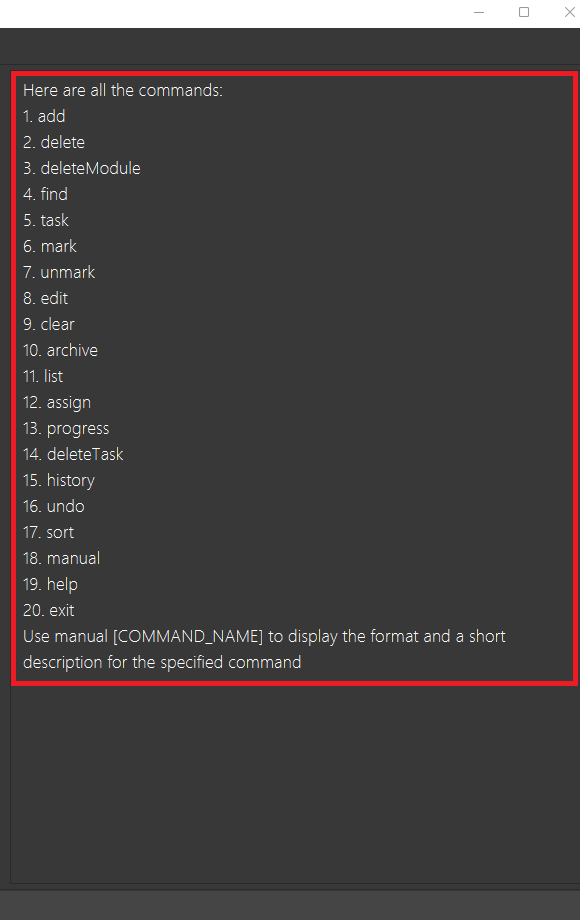 Here are all the commands:
1. add
2. delete
3. deleteModule
4. find
5. task
6. mark
7. unmark
8. edit
9. clear
10. archive
11. list
12. assign
13. progress
14. deleteTask
15. history
16. undo
17. sort
18. manual
19. help
20. exit
Use manual [COMMAND_NAME] to display the format and a short
description for the specified command